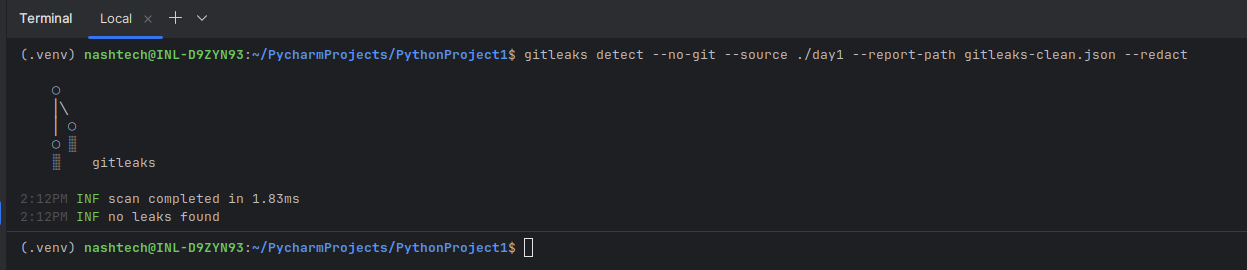 Terminal Local × +
(.venv) nashtech@INL-D9ZYN93:~/PycharmProjects/PythonProject1$ gitleaks detect --no-git --source ./day1 --report-path gitleaks-clean.json --redact
○
│╲
│ ○
○ ░
░ gitleaks
2:12PM INF scan completed in 1.83ms
2:12PM INF no leaks found
(.venv) nashtech@INL-D9ZYN93:~/PycharmProjects/PythonProject1$